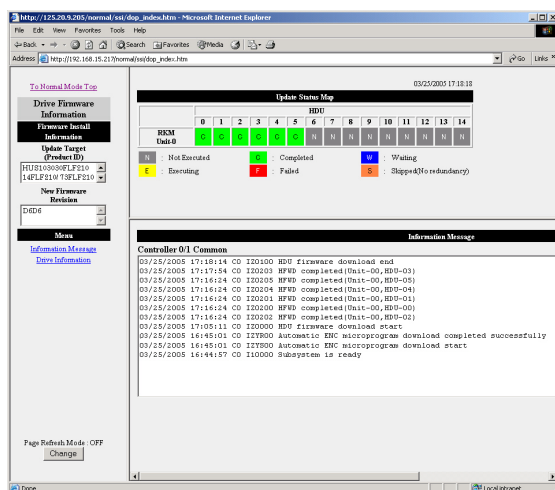 http://125.20.9.205/normal/ssi/dop_index.htm - Microsoft Internet Explorer
File Edit View Favorites Tools Help
Back Search Favorites Media
Address http://192.168.15.217/normal/ssi/dop_index.htm Go Links
To Normal Mode Top
Drive Firmware
Information
Firmware Install
Information
Update Target
(Product ID)
HUS103030FLF210
14FLF210/73FLF210
New Firmware
Revision
D6D6
Menu
Information Message
Drive Information
Page Refresh Mode : OFF
Change
03/25/2005 17:18:18
Update Status Map
HDU
0 1 2 3 4 5 6 7 8 9 10 11 12 13 14
RKM
Unit-0 C C C C C C N N N N N N N N N
N : Not Executed C : Completed W : Waiting
E : Executing F : Failed S : Skipped(No redundancy)
Information Message
Controller 0/1 Common
03/25/2005 17:18:14 C0 IZ0100 HDU firmware download end
03/25/2005 17:17:54 C0 IZ0203 HFWD completed(Unit-00,HDU-03)
03/25/2005 17:16:24 C0 IZ0205 HFWD completed(Unit-00,HDU-05)
03/25/2005 17:16:24 C0 IZ0204 HFWD completed(Unit-00,HDU-04)
03/25/2005 17:16:24 C0 IZ0201 HFWD completed(Unit-00,HDU-01)
03/25/2005 17:16:24 C0 IZ0200 HFWD completed(Unit-00,HDU-00)
03/25/2005 17:16:24 C0 IZ0202 HFWD completed(Unit-00,HDU-02)
03/25/2005 17:05:11 C0 IZ0000 HDU firmware download start
03/25/2005 16:45:01 C0 IZYR00 Automatic ENC microprogram download completed successfully
03/25/2005 16:45:01 C0 IZYS00 Automatic ENC microprogram download start
03/25/2005 16:44:57 C0 I10000 Subsystem is ready
Done Local intranet